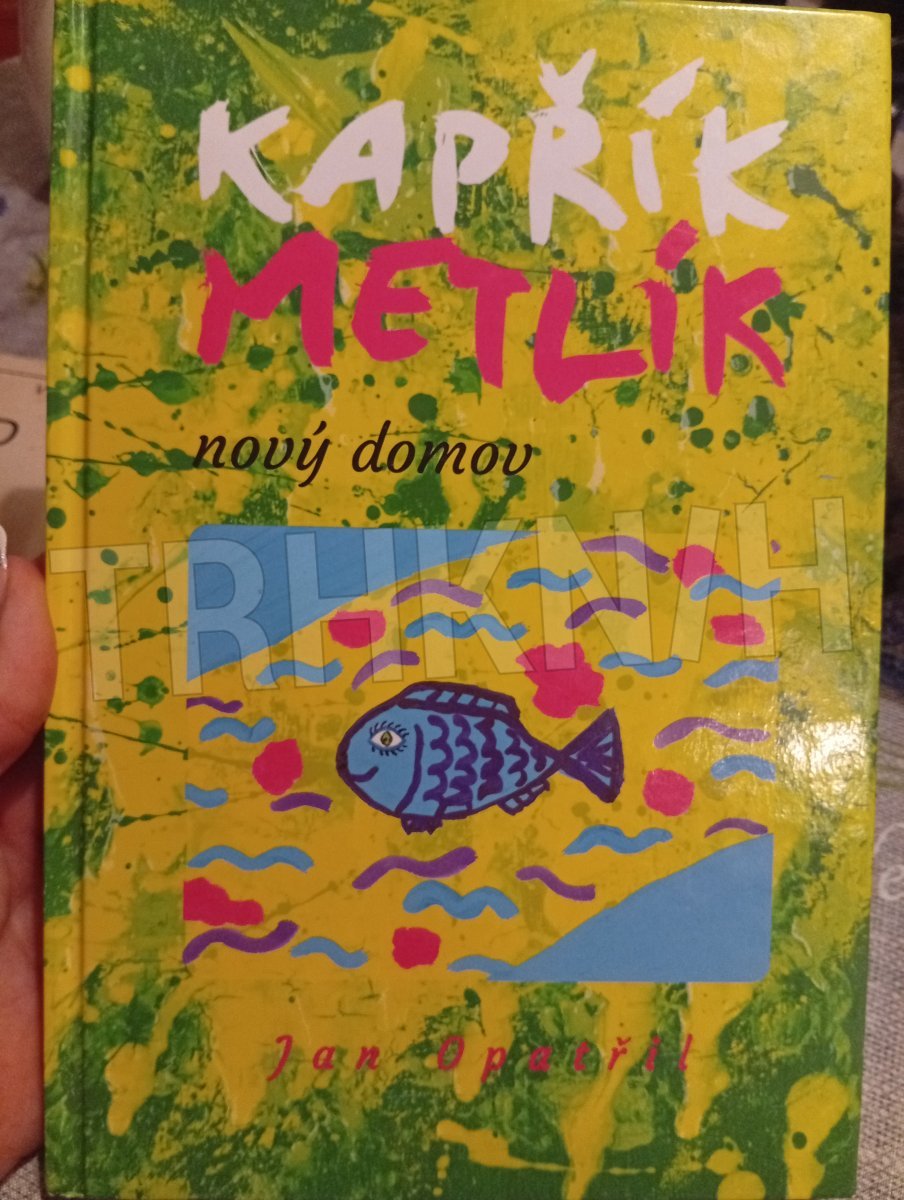 KAPŘÍK
METLÍK
nový domov
TRHKNIH
Jan Opatřil